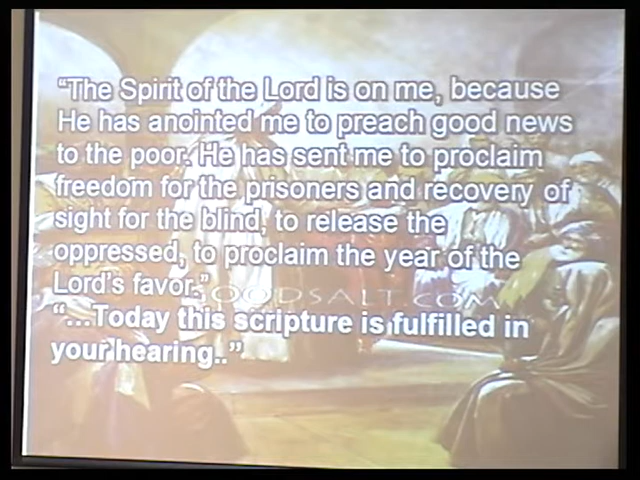 “The Spirit of the Lord is on me, because
He has anointed me to preach good news
to the poor. He has sent me to proclaim
freedom for the prisoners and recovery of
sight for the blind, to release the
oppressed, to proclaim the year of the
Lord's favor.”
GOODSALT.COM
“...Today this scripture is fulfilled in
your hearing..”